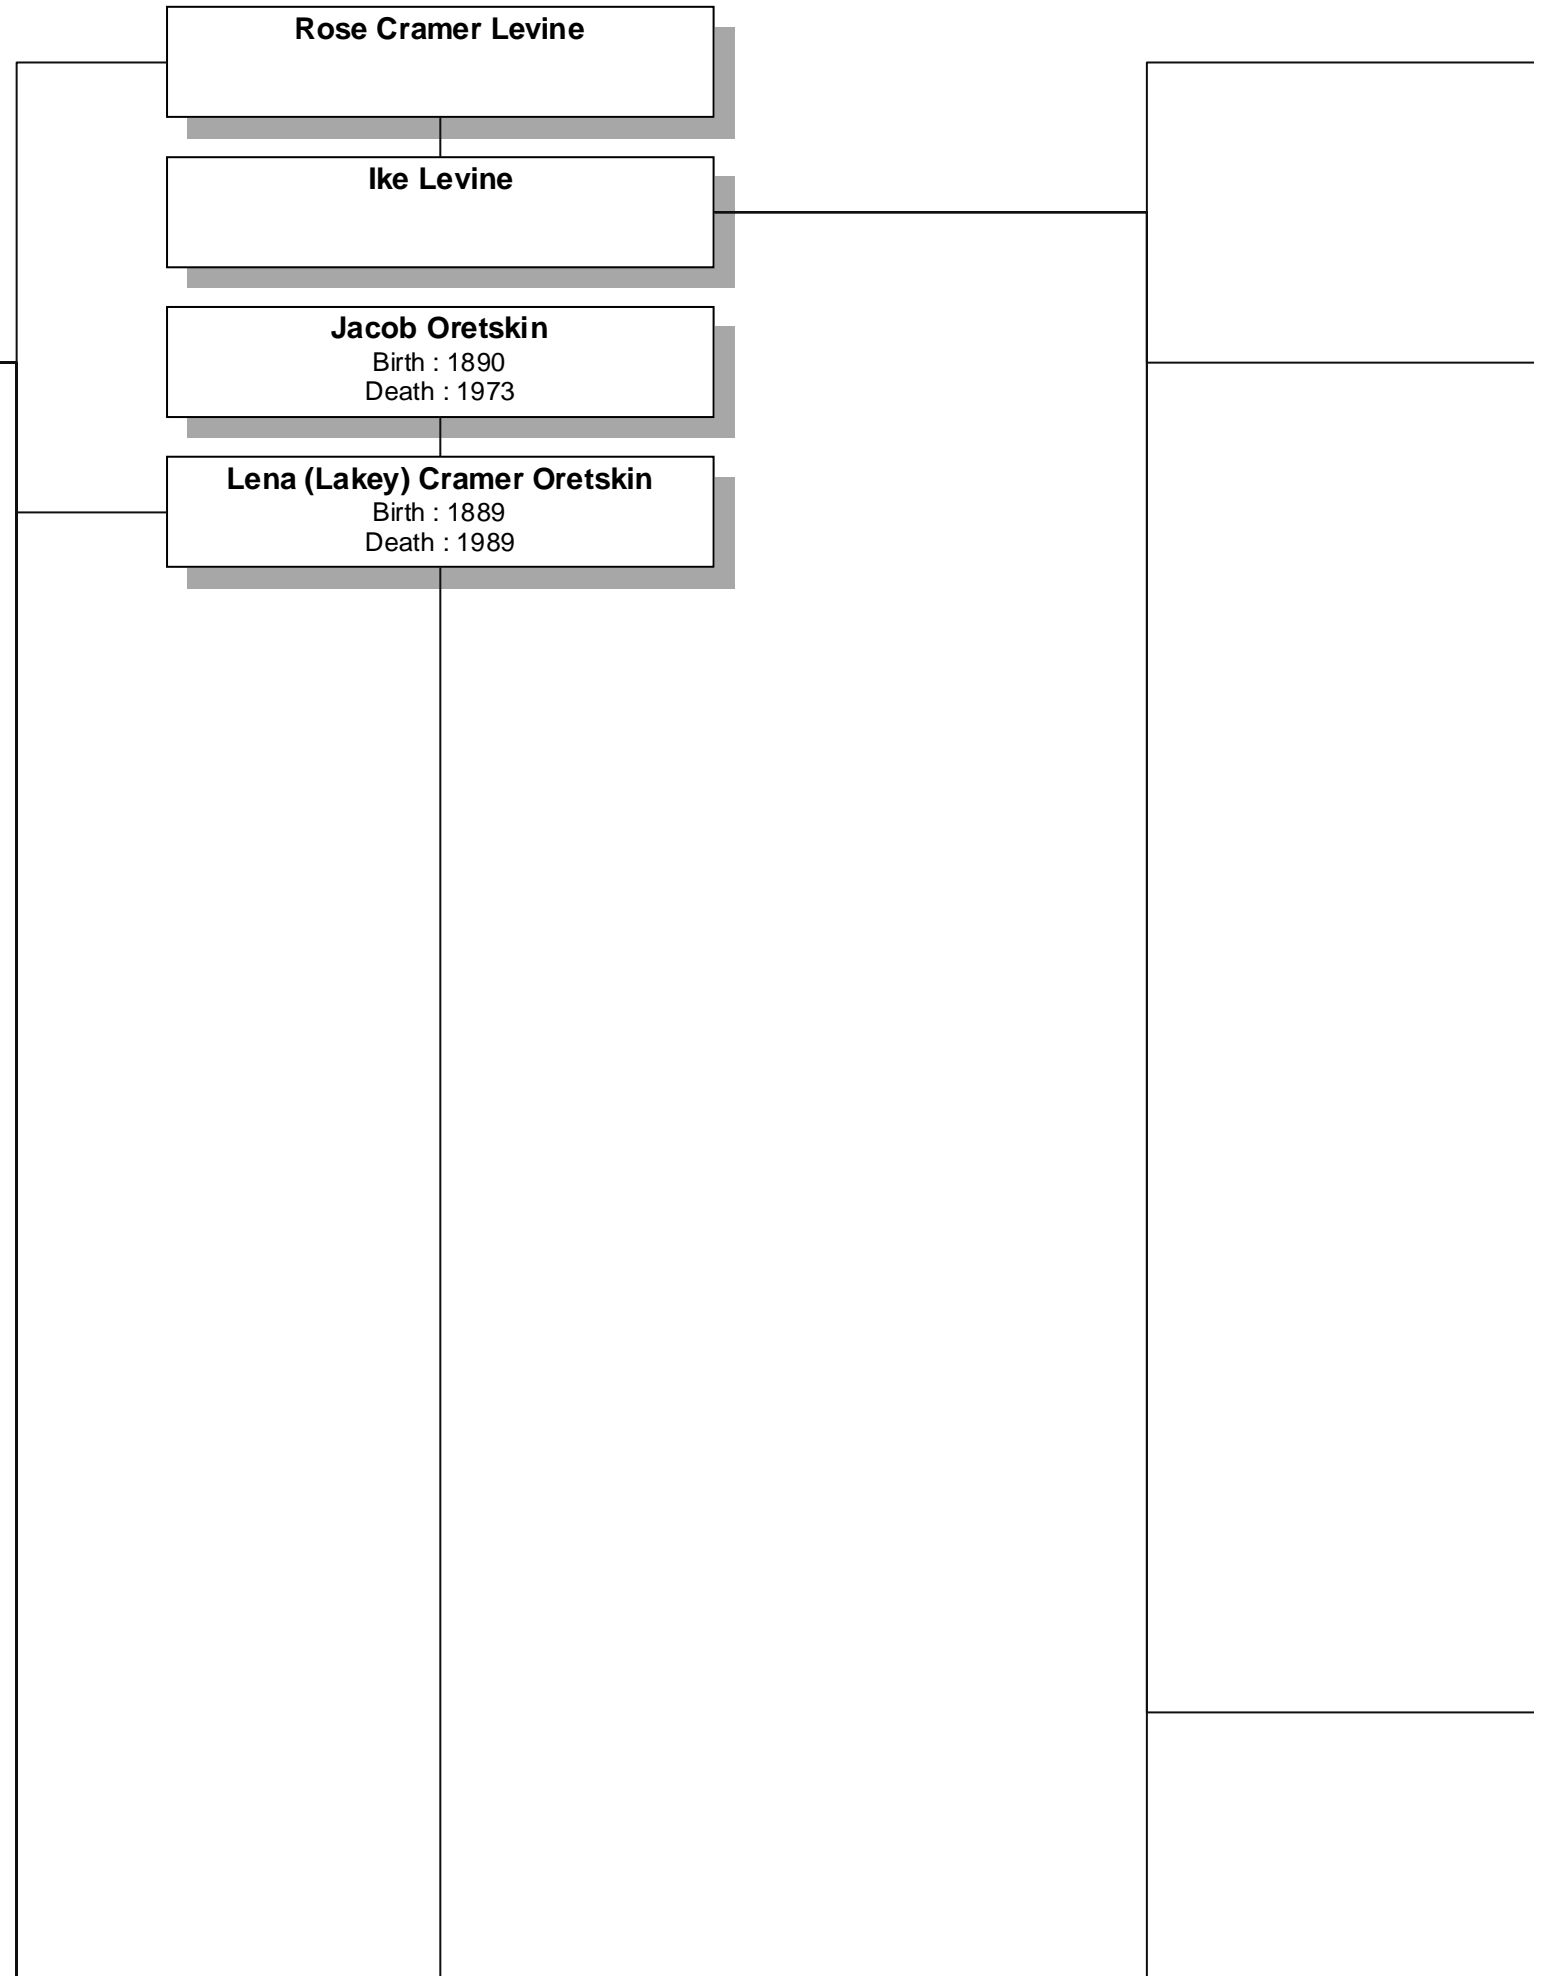 Rose Cramer Levine
Ike Levine
Jacob Oretskin
Birth : 1890
Death : 1973
Lena (Lakey) Cramer Oretskin
Birth : 1889
Death : 1989